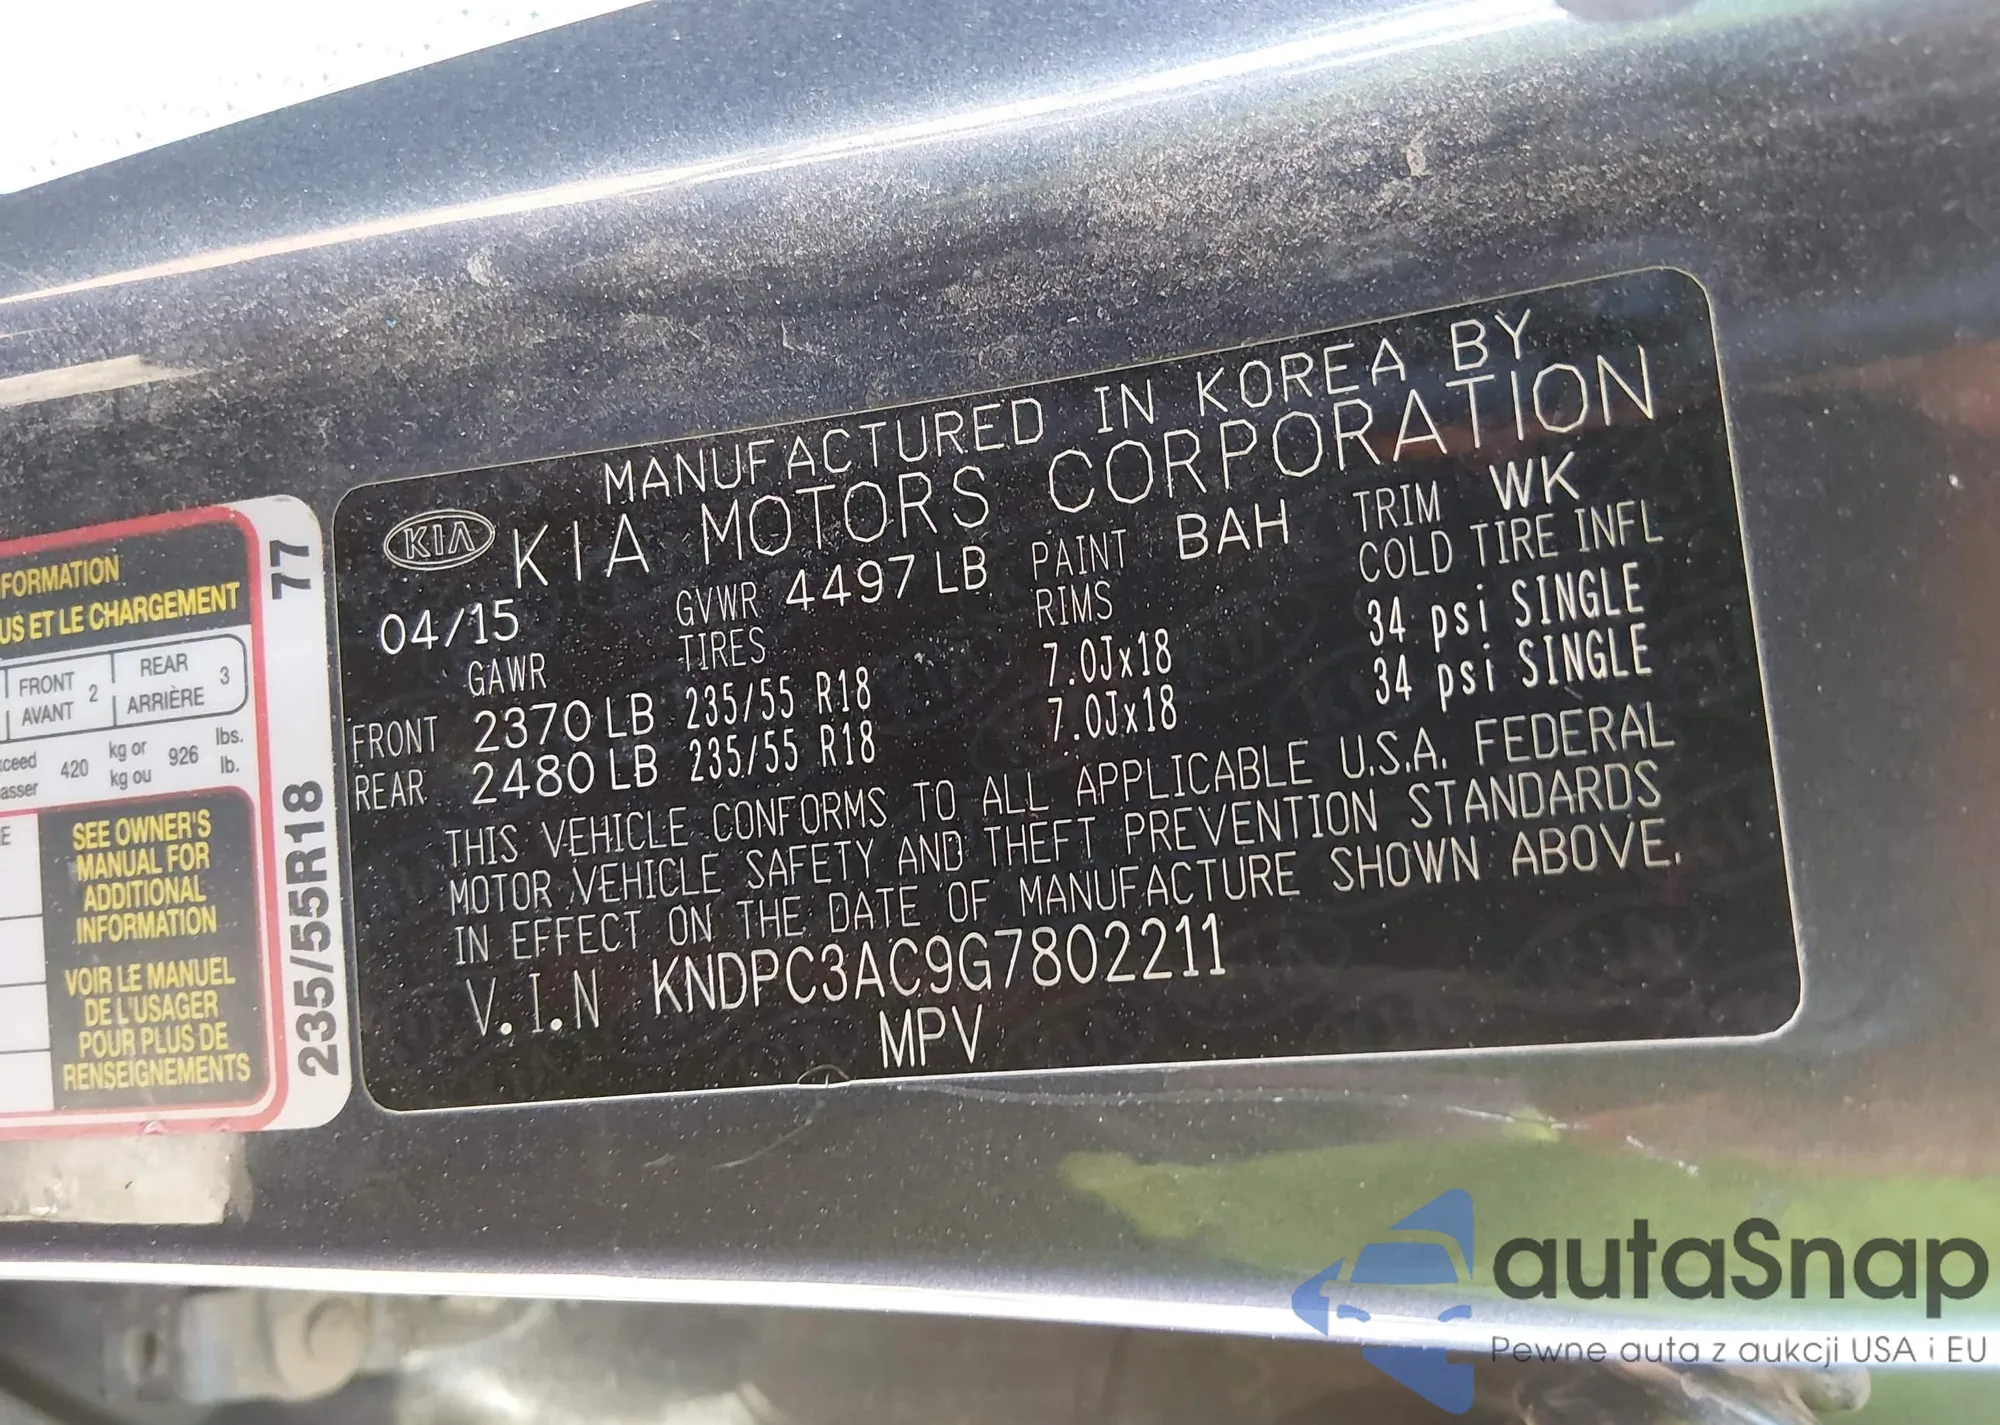 FORMATION
US ET LE CHARGEMENT
FRONT 2 REAR 3
AVANT ARRIÈRE
420 kg or 926 lbs.
kg ou lb.
SEE OWNER'S
MANUAL FOR
ADDITIONAL
INFORMATION
VOIR LE MANUEL
DE L'USAGER
POUR PLUS DE
RENSEIGNEMENTS
235/55R18 77
MANUFACTURED IN KOREA BY
KIA KIA MOTORS CORPORATION
04/15 GVWR 4497 LB PAINT BAH TRIM WK
GAWR TIRES RIMS COLD TIRE INFL
FRONT 2370 LB 235/55 R18 7.0Jx18 34 psi SINGLE
REAR 2480 LB 235/55 R18 7.0Jx18 34 psi SINGLE
THIS VEHICLE CONFORMS TO ALL APPLICABLE U.S.A. FEDERAL
MOTOR VEHICLE SAFETY AND THEFT PREVENTION STANDARDS
IN EFFECT ON THE DATE OF MANUFACTURE SHOWN ABOVE.
V.I.N KNDPC3AC9G7802211
MPV
autaSnap
Pewne auta z aukcji USA i EU